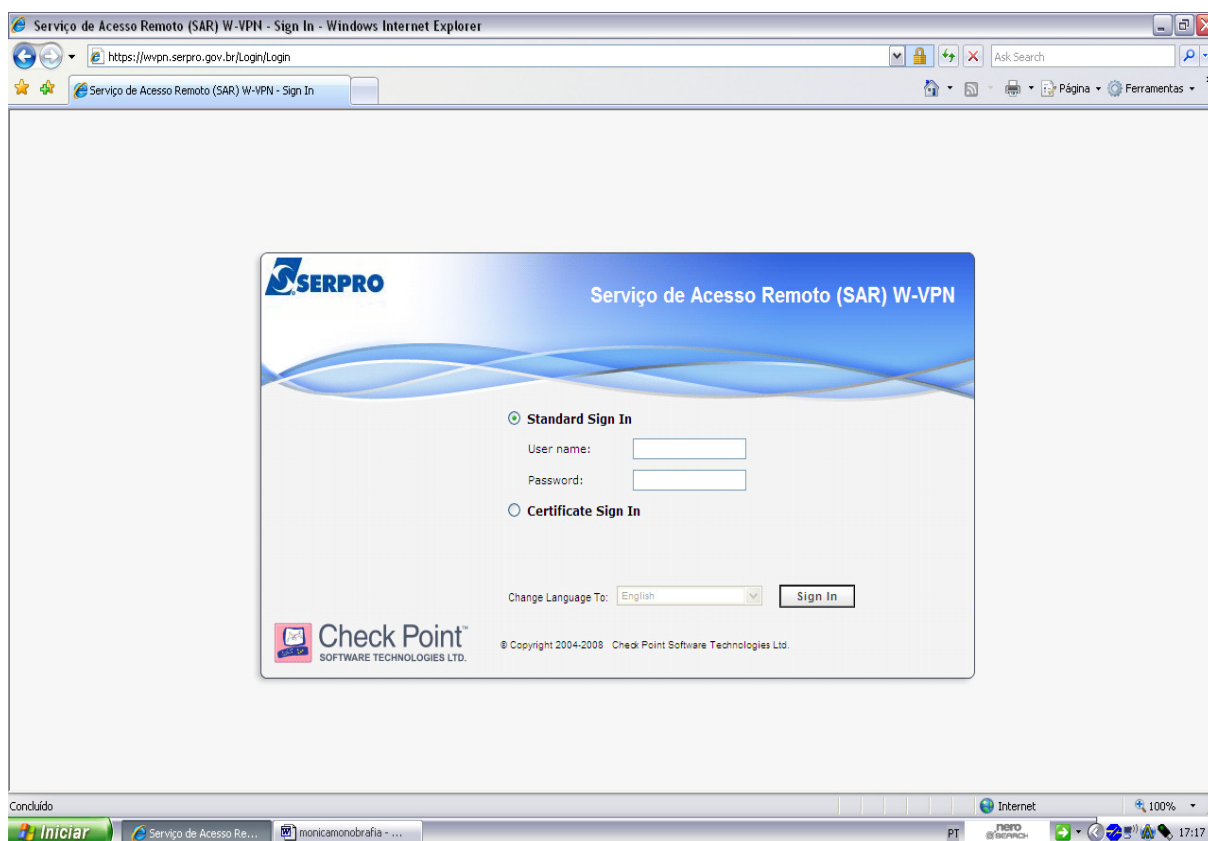 Serviço de Acesso Remoto (SAR) W-VPN - Sign In - Windows Internet Explorer
https://wvpn.serpro.gov.br/Login/Login
Ask Search
Serviço de Acesso Remoto (SAR) W-VPN - Sign In
Página
Ferramentas
SERPRO
Serviço de Acesso Remoto (SAR) W-VPN
Standard Sign In
User name:
Password:
Certificate Sign In
Change Language To: English
Sign In
Check Point™
SOFTWARE TECHNOLOGIES LTD.
© Copyright 2004-2008 Check Point Software Technologies Ltd.
Concluído
Internet
100%
Iniciar
Serviço de Acesso Re...
monicamonobrafia - ...
PT
nero
SEARCH
17:17